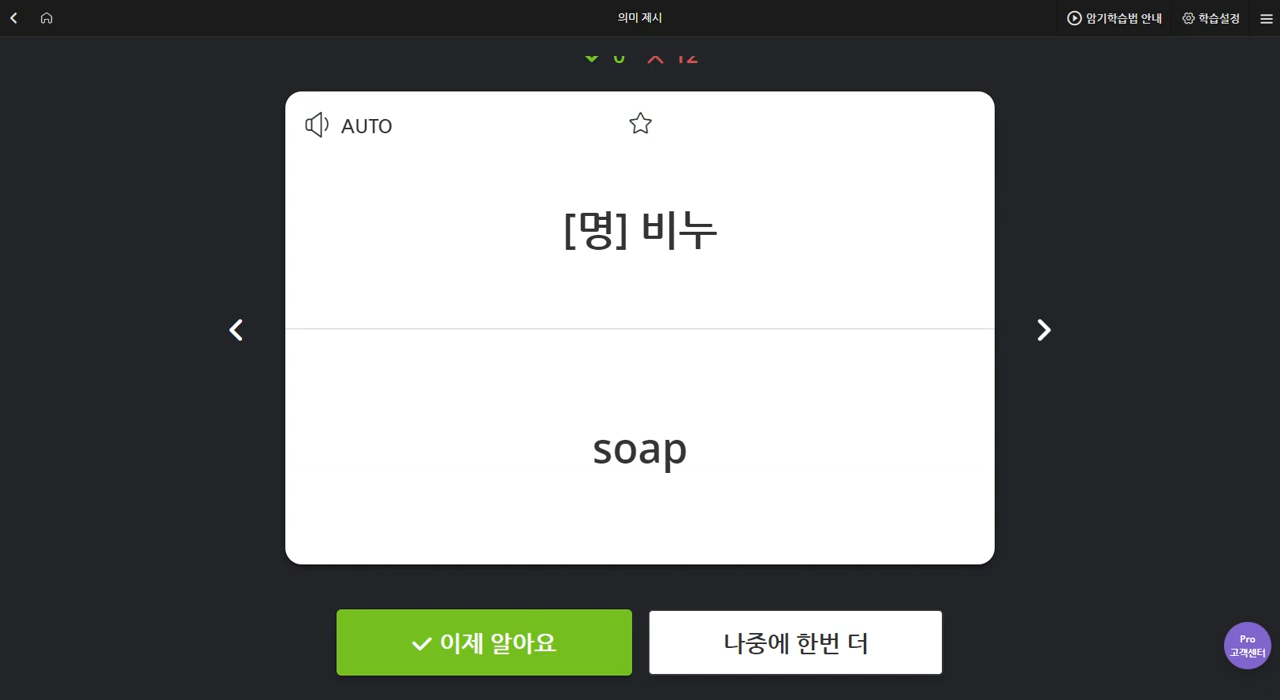 의미 제시
암기학습법 안내
학습설정
AUTO
[명] 비누
soap
이제 알아요
나중에 한번 더
Pro
고객센터